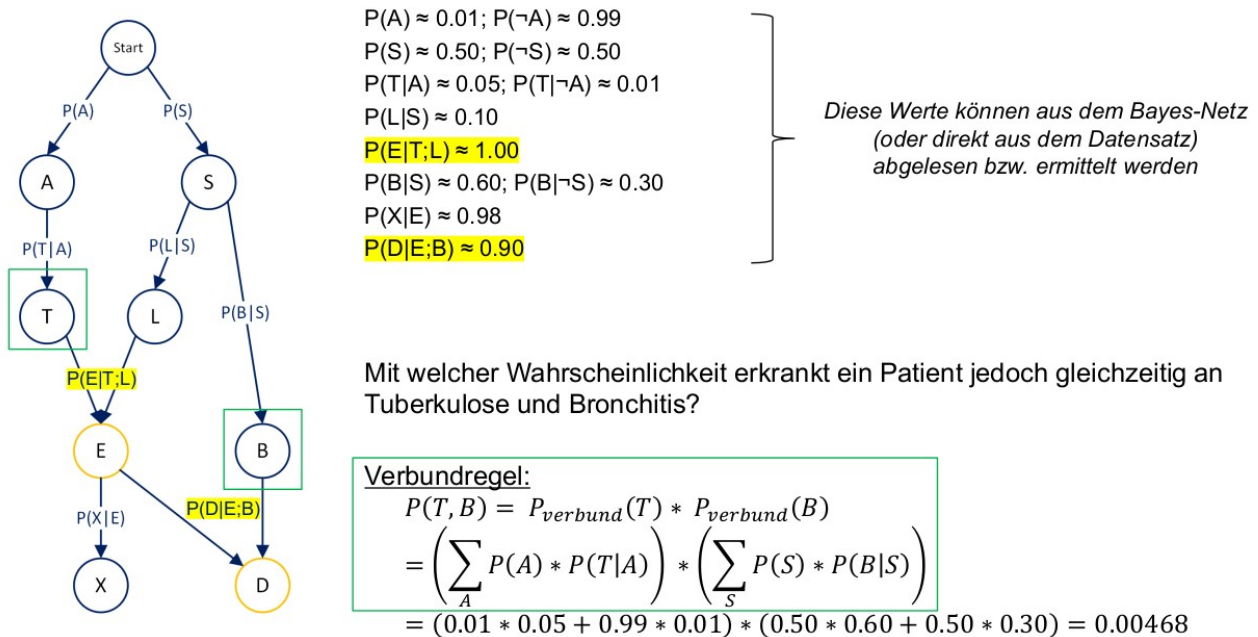 Start
P(A)
P(S)
A
S
P(T|A)
P(L|S)
T
L
P(B|S)
P(E|T;L)
E
B
P(X|E)
P(D|E;B)
X
D
P(A) ≈ 0.01; P(¬A) ≈ 0.99
P(S) ≈ 0.50; P(¬S) ≈ 0.50
P(T|A) ≈ 0.05; P(T|¬A) ≈ 0.01
P(L|S) ≈ 0.10
P(E|T;L) ≈ 1.00
P(B|S) ≈ 0.60; P(B|¬S) ≈ 0.30
P(X|E) ≈ 0.98
P(D|E;B) ≈ 0.90
Diese Werte können aus dem Bayes-Netz
(oder direkt aus dem Datensatz)
abgelesen bzw. ermittelt werden
Mit welcher Wahrscheinlichkeit erkrankt ein Patient jedoch gleichzeitig an
Tuberkulose und Bronchitis?
Verbundregel:
P(T, B) = P_verbund(T) * P_verbund(B)
= (∑_A P(A) * P(T|A)) * (∑_S P(S) * P(B|S))
= (0.01 * 0.05 + 0.99 * 0.01) * (0.50 * 0.60 + 0.50 * 0.30) = 0.00468